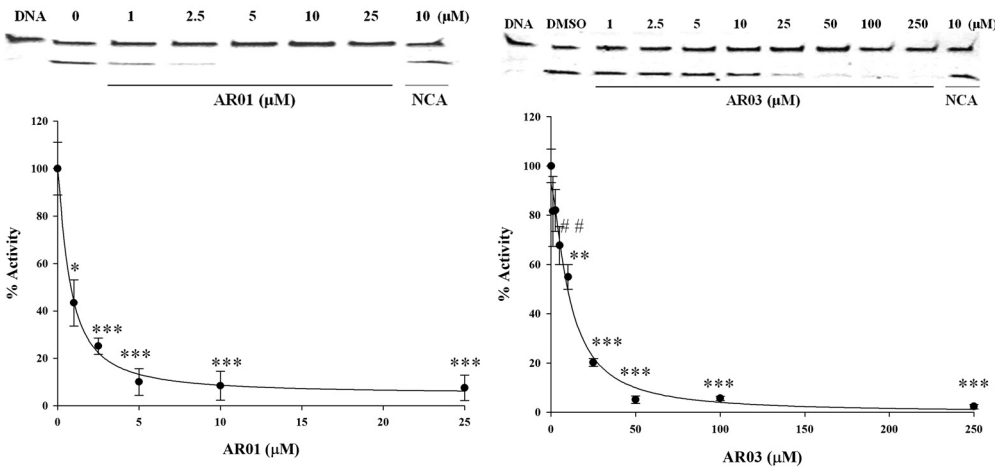 DNA 0 1 2.5 5 10 25 10 (µM)
AR01 (µM) NCA
120
100
80
60
40
20
0
% Activity
*
***
***
***
***
0 5 10 15 20 25
AR01 (µM)
DNA DMSO 1 2.5 5 10 25 50 100 250 10 (µM)
AR03 (µM) NCA
120
100
80
60
40
20
0
% Activity
##
**
***
***
***
***
0 50 100 150 200 250
AR03 (µM)